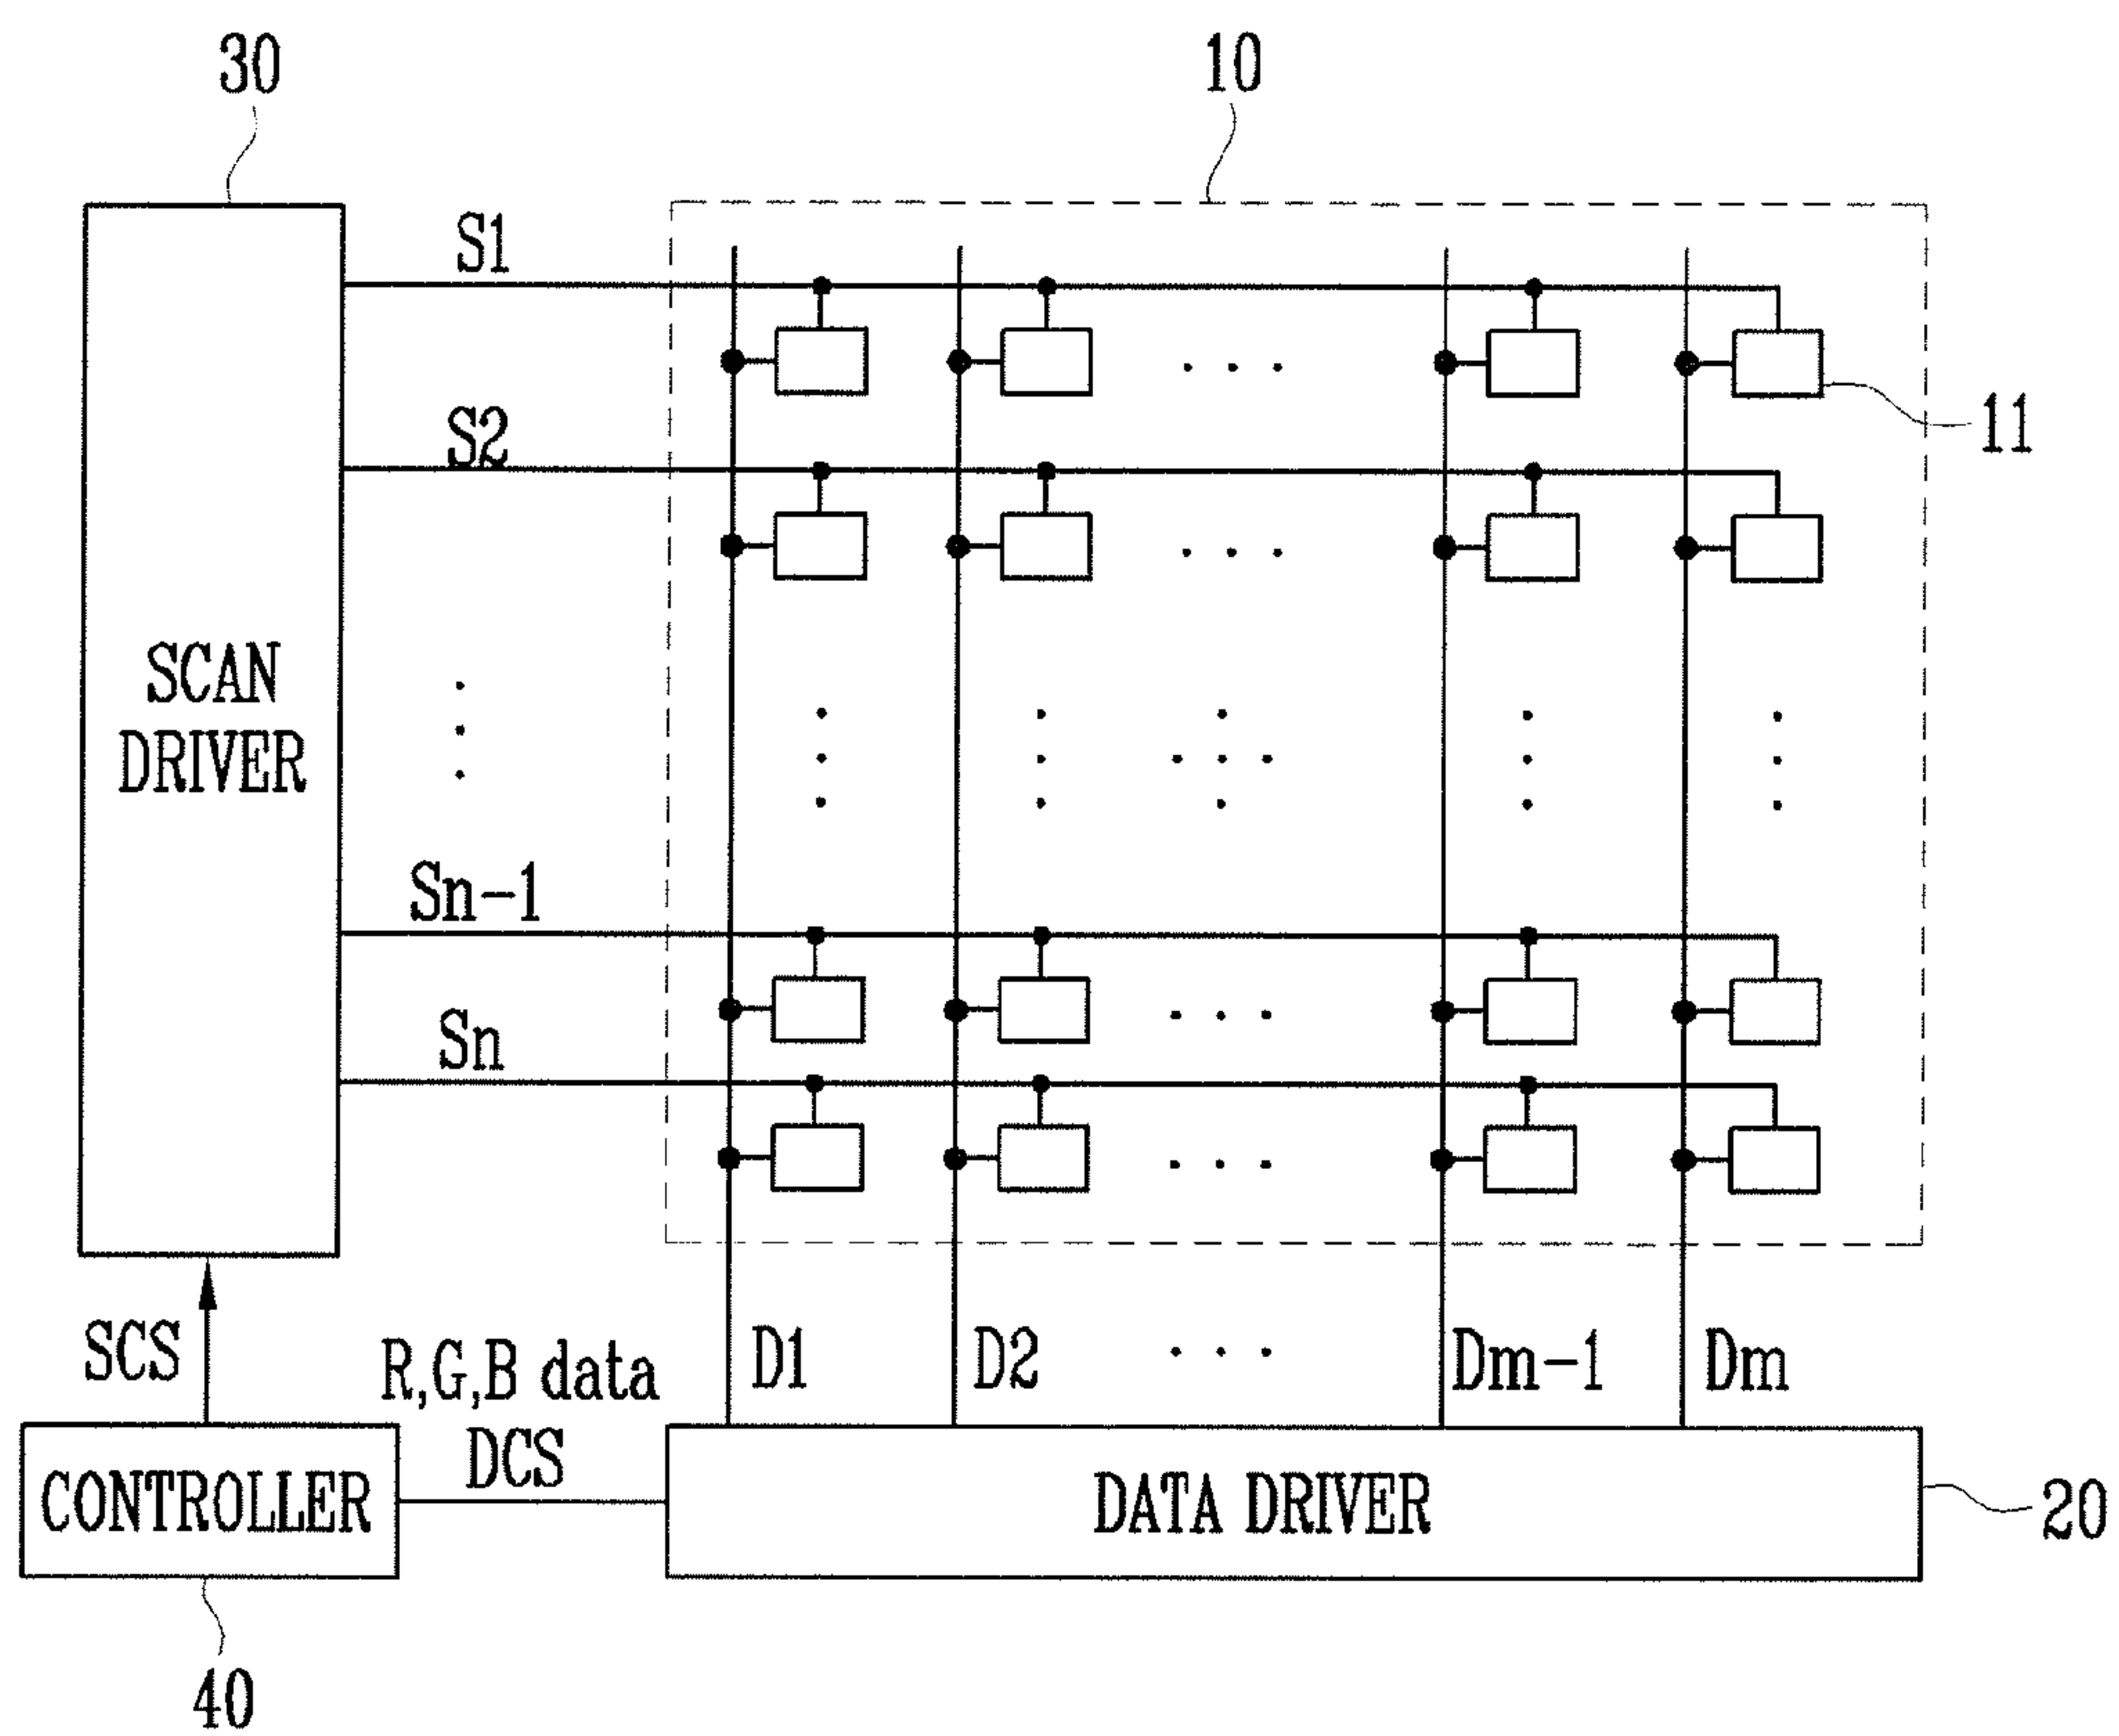 30
10
S1
11
S2
SCAN
DRIVER
Sn-1
Sn
SCS
R,G,B data
DCS
D1
D2
Dm-1
Dm
CONTROLLER
DATA DRIVER
20
40